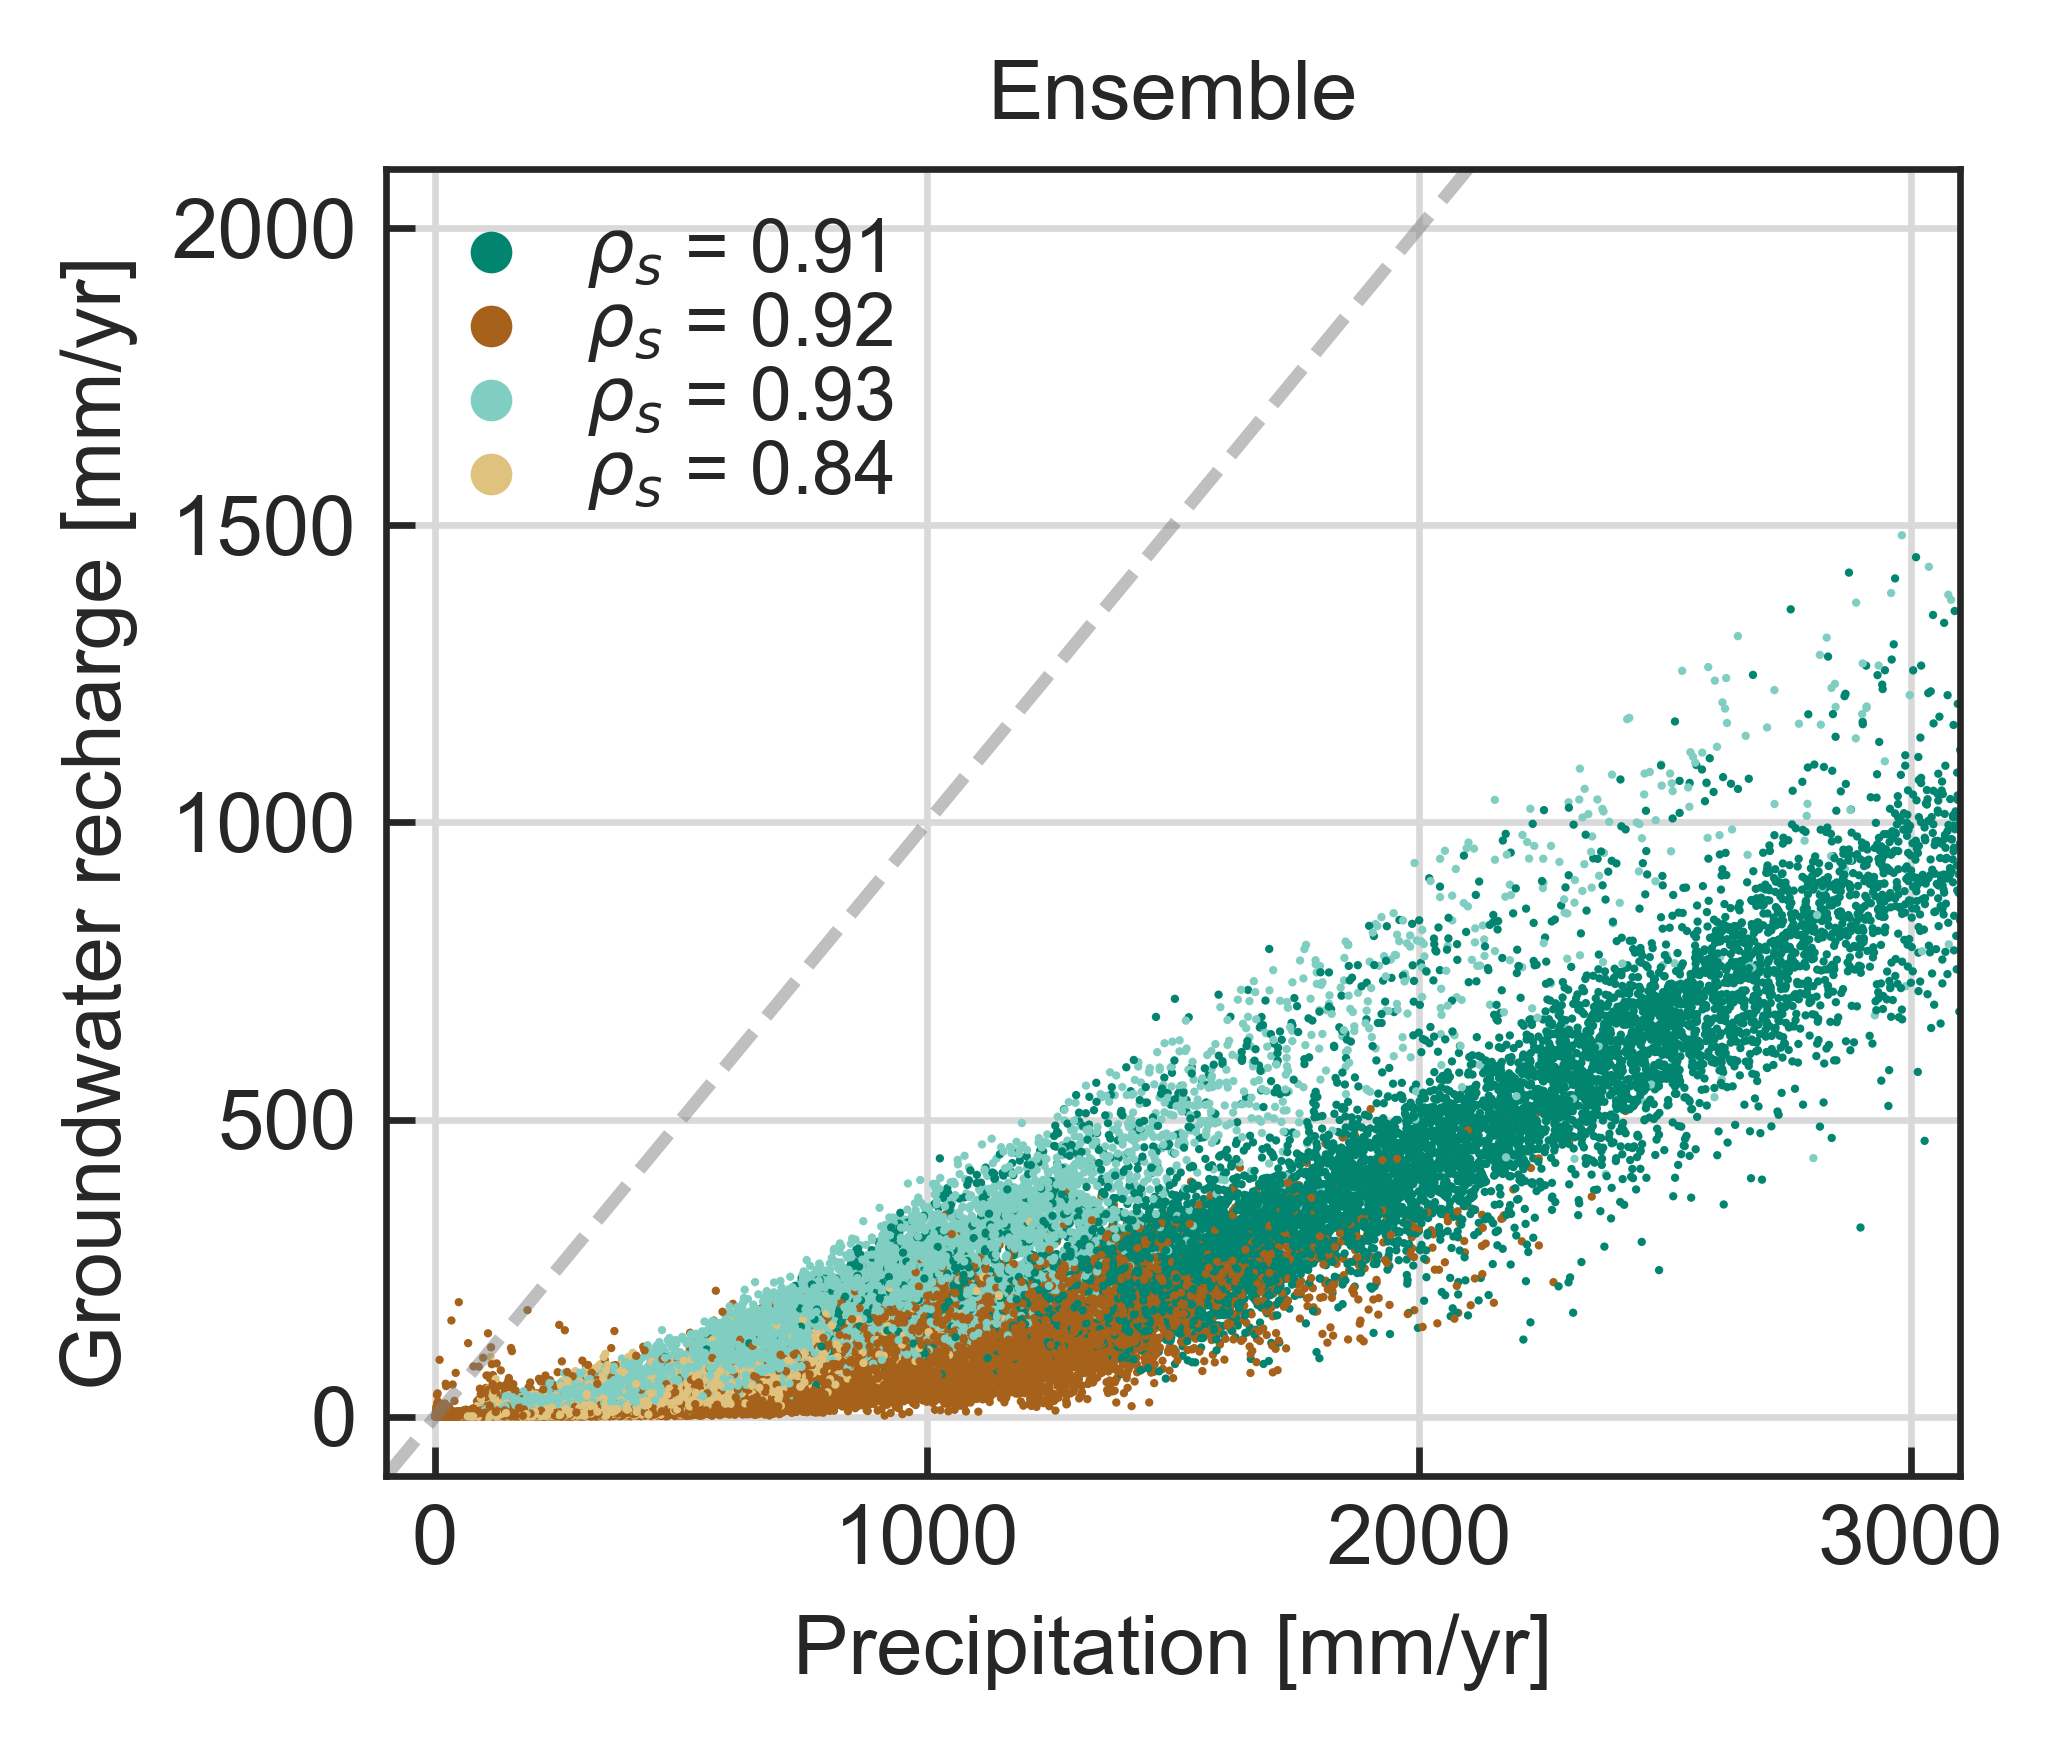 Ensemble
Groundwater recharge [mm/yr]
2000
1500
1000
500
0
ρs = 0.91
ρs = 0.92
ρs = 0.93
ρs = 0.84
0 1000 2000 3000
Precipitation [mm/yr]